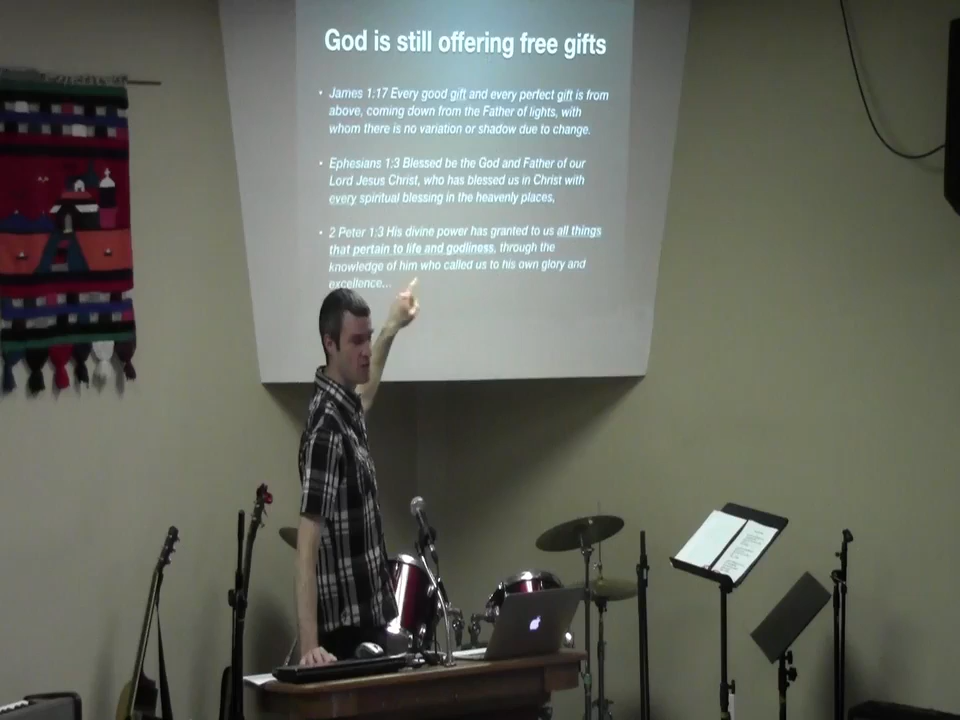 God is still offering free gifts
• James 1:17 Every good gift and every perfect gift is from
above, coming down from the Father of lights, with
whom there is no variation or shadow due to change.
• Ephesians 1:3 Blessed be the God and Father of our
Lord Jesus Christ, who has blessed us in Christ with
every spiritual blessing in the heavenly places,
• 2 Peter 1:3 His divine power has granted to us all things
that pertain to life and godliness, through the
knowledge of him who called us to his own glory and
excellence...